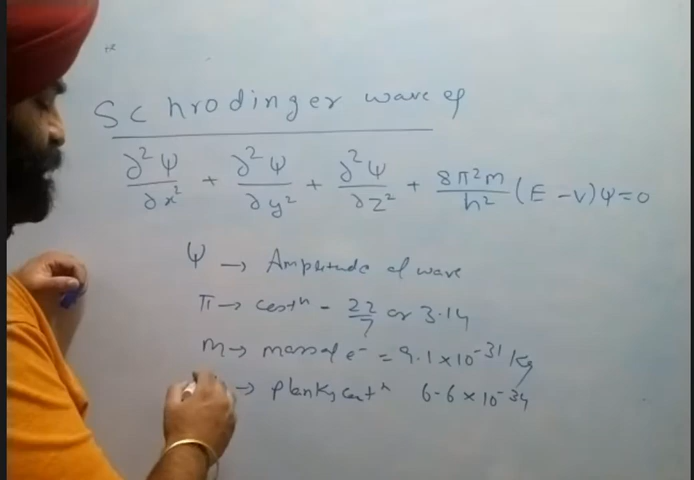 Schrodinger wave eq
∂²Ψ/∂x² + ∂²Ψ/∂y² + ∂²Ψ/∂z² + 8π²m/h² (E - V)Ψ = 0
Ψ → Amplitude of wave
π → constⁿ - 22/7 or 3.14
m → mass of e⁻ = 9.1 × 10⁻³¹ Kg
→ planks 6.6 × 10⁻³⁴